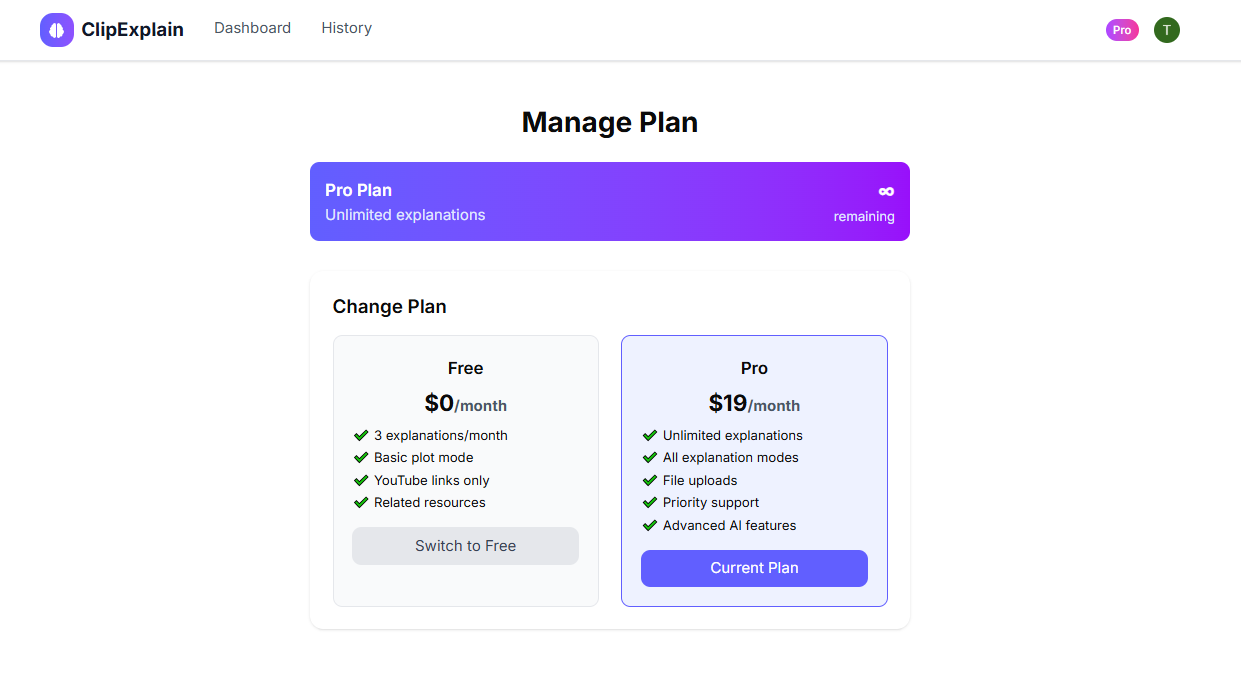 ClipExplain Dashboard History Pro T
Manage Plan
Pro Plan ∞
Unlimited explanations remaining
Change Plan
Free
$0/month
3 explanations/month
Basic plot mode
YouTube links only
Related resources
Switch to Free
Pro
$19/month
Unlimited explanations
All explanation modes
File uploads
Priority support
Advanced AI features
Current Plan